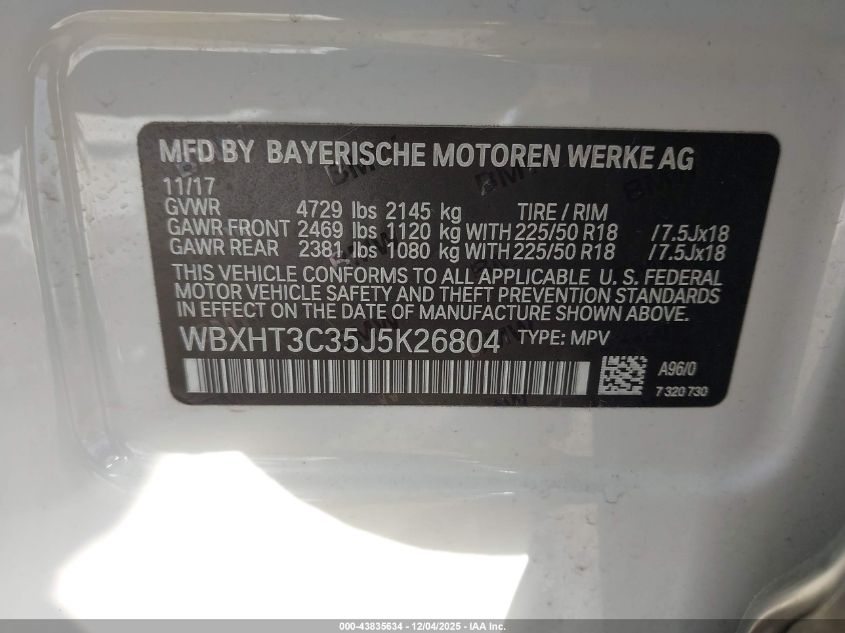 MFD BY BAYERISCHE MOTOREN WERKE AG
11/17
GVWR 4729 lbs 2145 kg TIRE / RIM
GAWR FRONT 2469 lbs 1120 kg WITH 225/50 R18 /7.5Jx18
GAWR REAR 2381 lbs 1080 kg WITH 225/50 R18 /7.5Jx18
THIS VEHICLE CONFORMS TO ALL APPLICABLE U. S. FEDERAL
MOTOR VEHICLE SAFETY AND THEFT PREVENTION STANDARDS
IN EFFECT ON THE DATE OF MANUFACTURE SHOWN ABOVE.
WBXHT3C35J5K26804 TYPE: MPV
A96/0
7 320 730
000-43835634 - 12/04/2025 - IAA Inc.